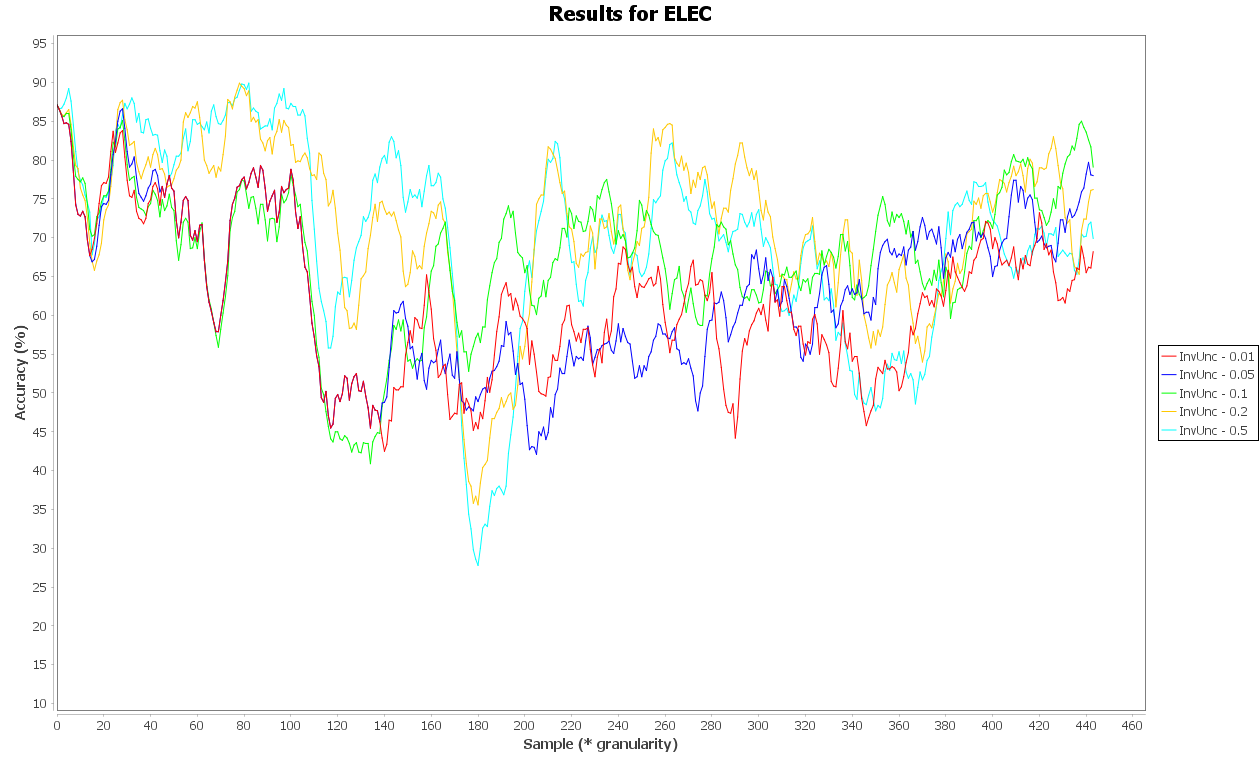 Results for ELEC
95
90
85
80
75
70
65
60
55
50
45
40
35
30
25
20
15
10
Accuracy (%)
0 20 40 60 80 100 120 140 160 180 200 220 240 260 280 300 320 340 360 380 400 420 440 460
Sample (* granularity)
InvUnc - 0.01
InvUnc - 0.05
InvUnc - 0.1
InvUnc - 0.2
InvUnc - 0.5